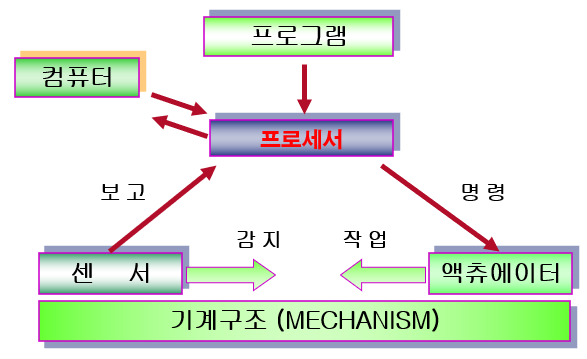 프로그램
컴퓨터
프로세서
보 고
명 령
감 지
작 업
센 서
액츄에이터
기계구조 (MECHANISM)